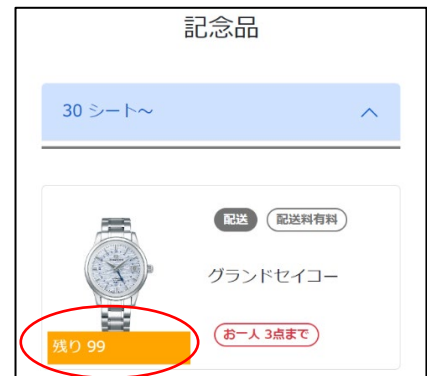 記念品
30 シート～
配送 配送料有料
グランドセイコー
お一人 3点まで
残り 99